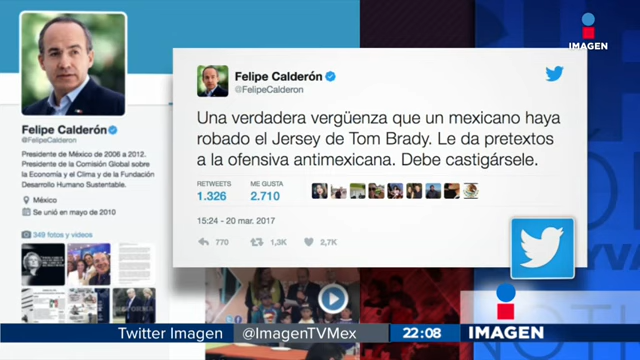 IMAGEN
Felipe Calderón
@FelipeCalderon
Presidente de México de 2006 a 2012.
Presidente de la Comisión Global sobre
la Economía y el Clima y de la Fundación
Desarrollo Humano Sustentable.
México
Se unió en mayo de 2010
349 fotos y videos
Felipe Calderón
@FelipeCalderon
Una verdadera vergüenza que un mexicano haya
robado el Jersey de Tom Brady. Le da pretextos
a la ofensiva antimexicana. Debe castigársele.
RETWEETS
ME GUSTA
1.326
2.710
15:24 - 20 mar. 2017
770
1,3K
2,7K
Twitter Imagen
@ImagenTVMex
22:08
IMAGEN